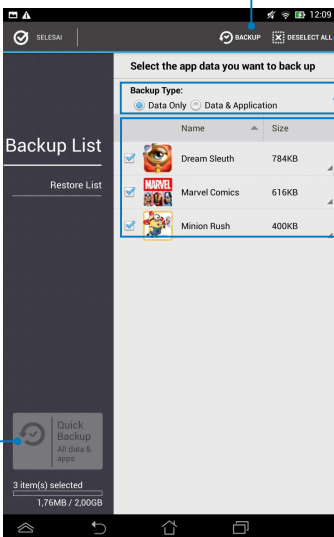 12:09
SELESAI
BACKUP
DESELECT ALL
Select the app data you want to back up
Backup Type:
Data Only Data & Application
Name Size
Backup List
Restore List
Dream Sleuth 784KB
MARVEL
Marvel Comics 616KB
Minion Rush 400KB
Quick
Backup
All data &
apps
3 item(s) selected
1,76MB / 2,00GB